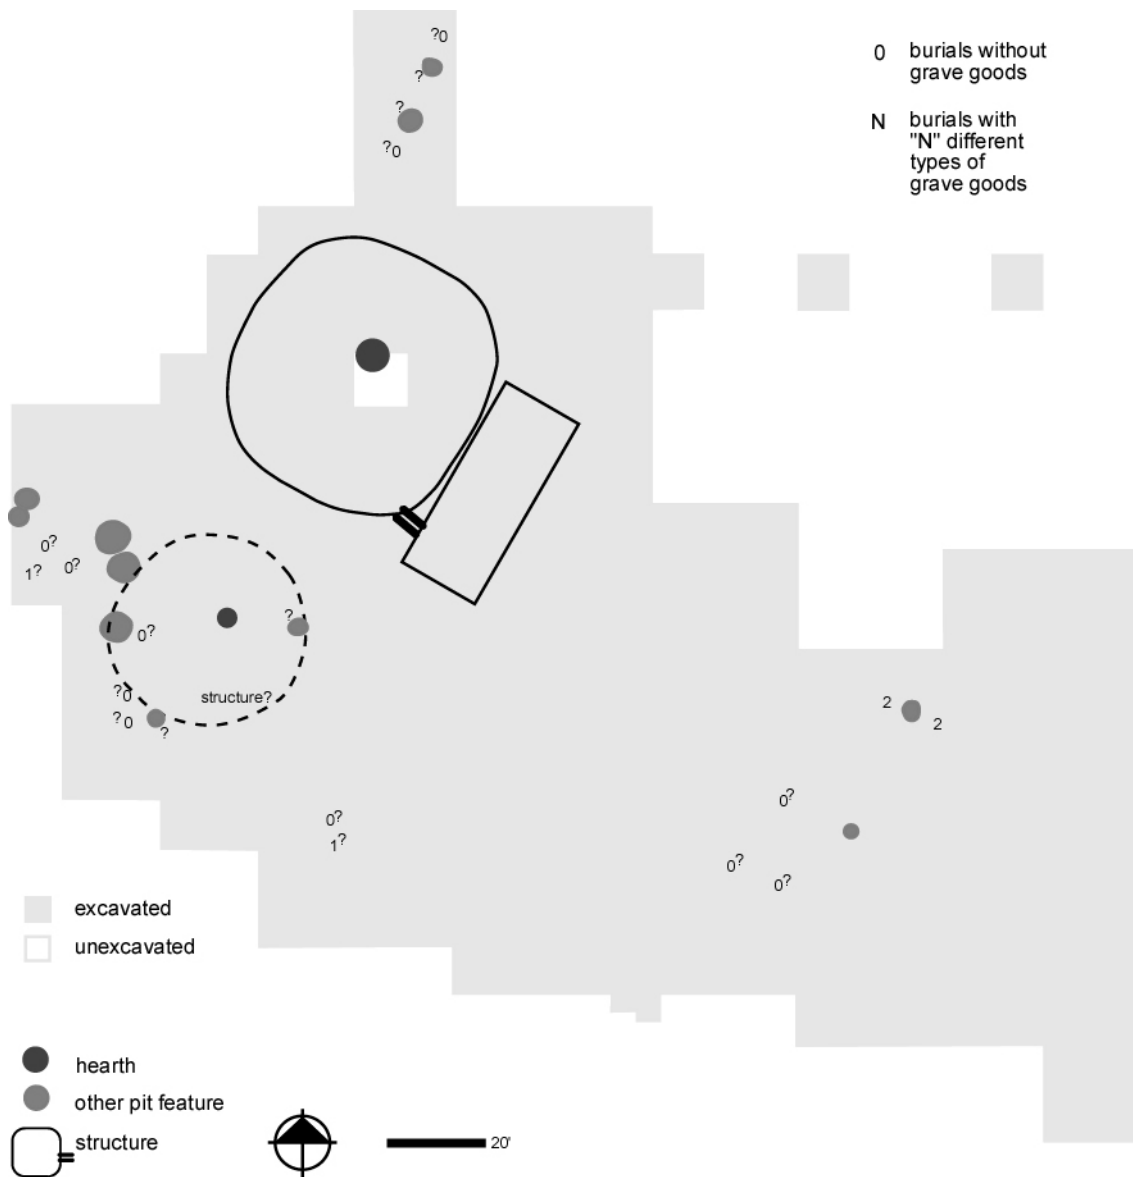 ?0
?
?
?0
0 burials without
grave goods
N burials with
"N" different
types of
grave goods
0?
1? 0?
?
0?
?0
structure?
?0
?
2
2
0?
0?
1?
0?
0?
excavated
unexcavated
hearth
other pit feature
structure
20'